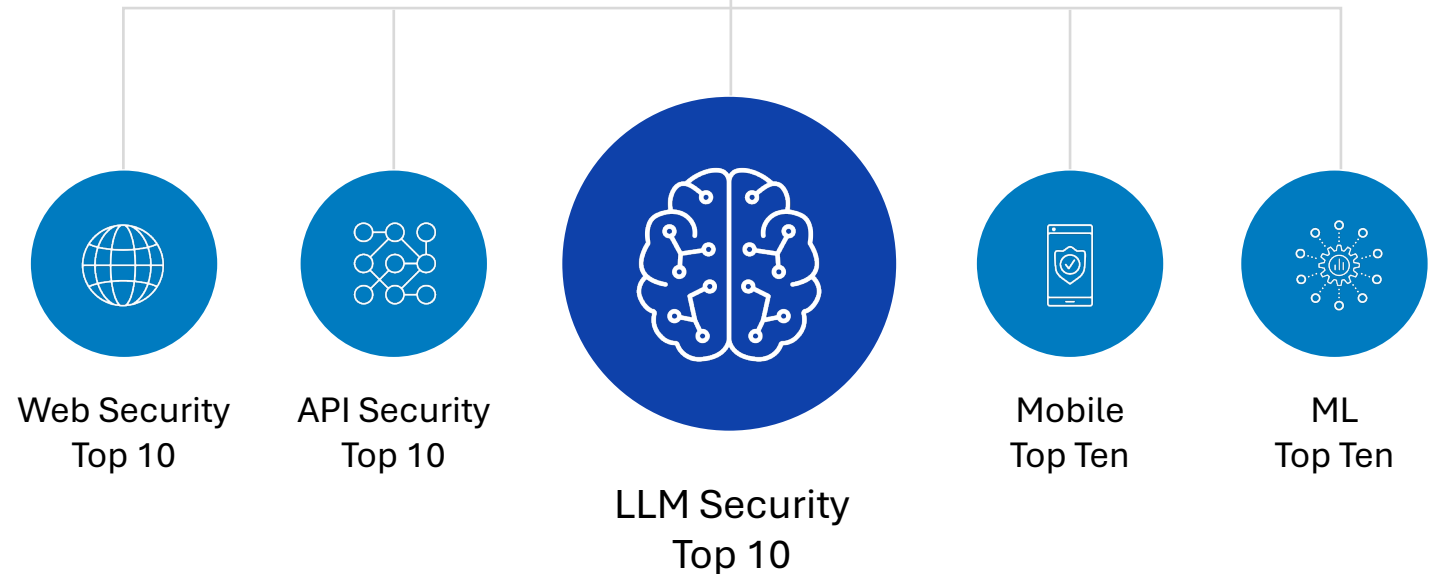 Web Security
Top 10
API Security
Top 10
LLM Security
Top 10
Mobile
Top Ten
ML
Top Ten